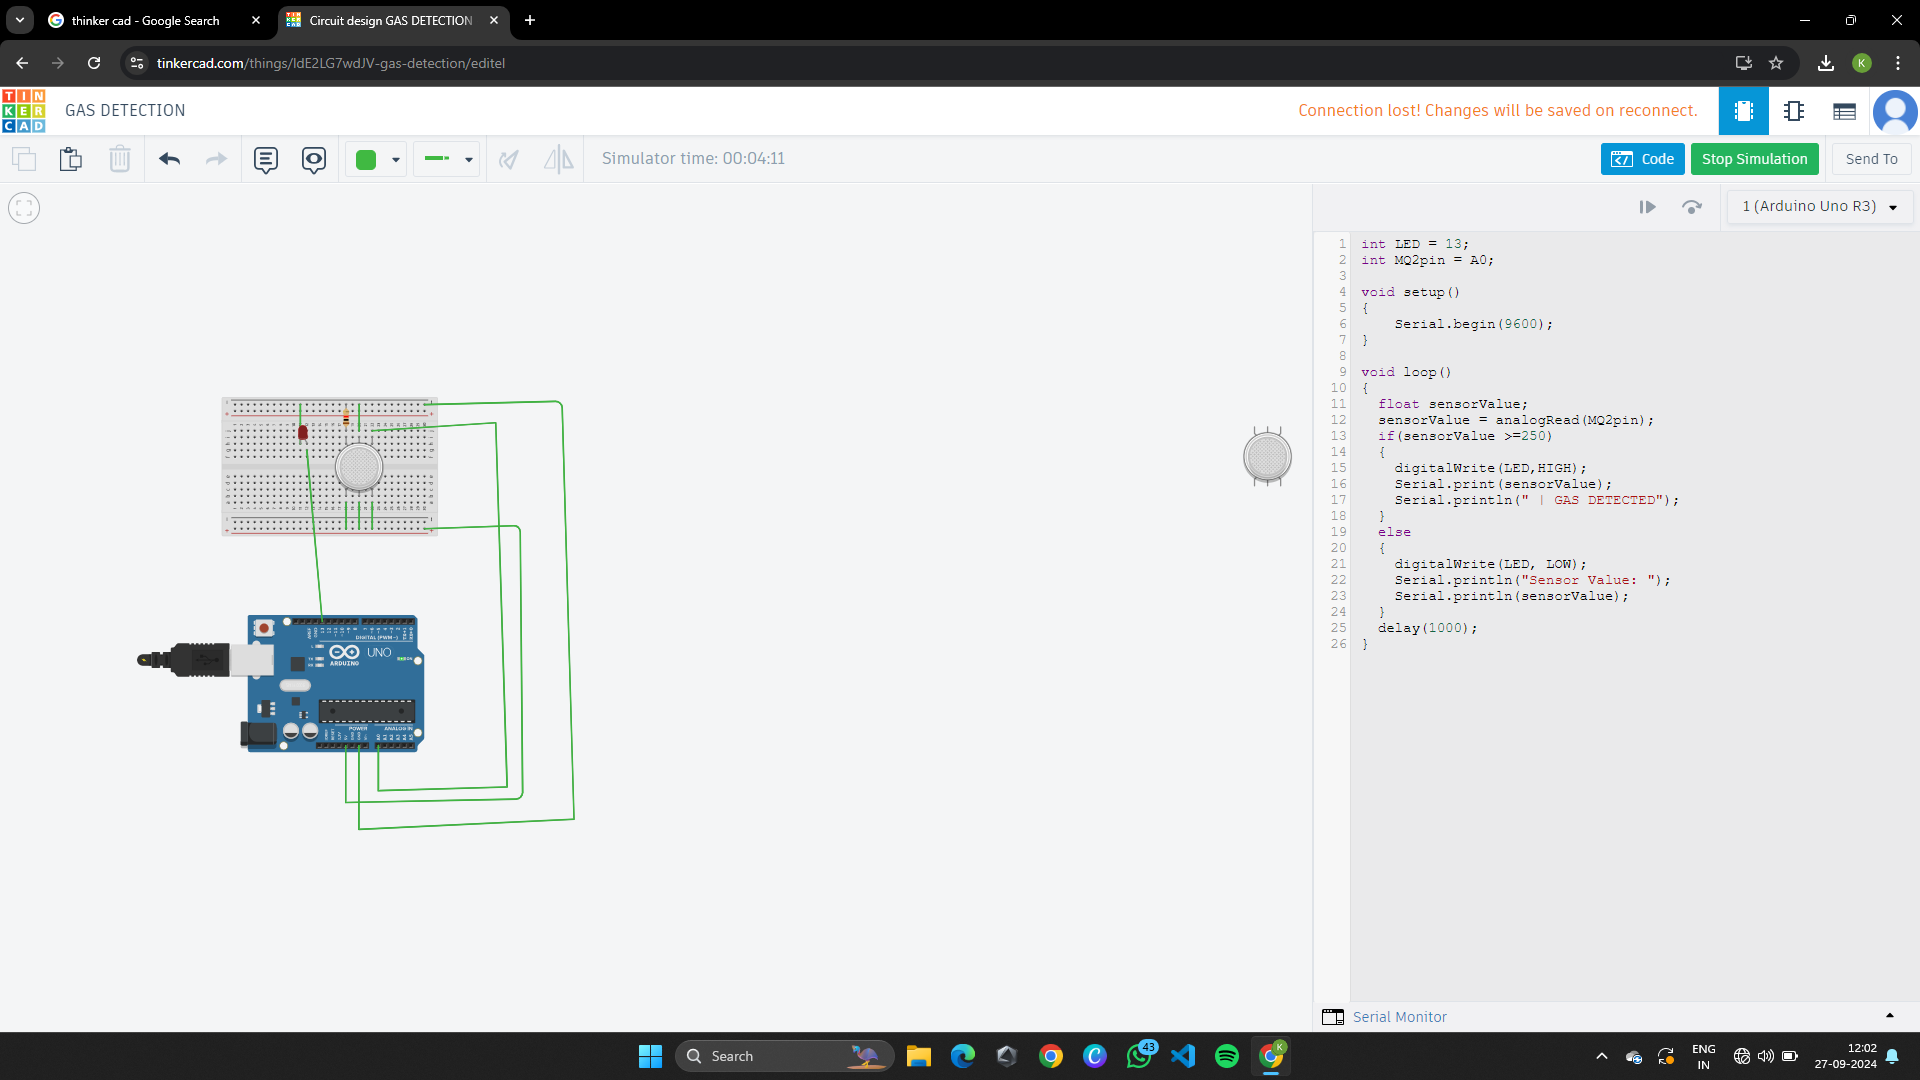 thinker cad - Google Search
Circuit design GAS DETECTION
tinkercad.com/things/ldE2LG7wdJV-gas-detection/editel
K
TIN
KER
CAD
GAS DETECTION
Connection lost! Changes will be saved on reconnect.
Simulator time: 00:04:11
Code
Stop Simulation
Send To
1 (Arduino Uno R3)
1 int LED = 13;
2 int MQ2pin = A0;
3
4 void setup()
5 {
6 Serial.begin(9600);
7 }
8
9 void loop()
10 {
11 float sensorValue;
12 sensorValue = analogRead(MQ2pin);
13 if(sensorValue >=250)
14 {
15 digitalWrite(LED,HIGH);
16 Serial.print(sensorValue);
17 Serial.println(" | GAS DETECTED");
18 }
19 else
20 {
21 digitalWrite(LED, LOW);
22 Serial.println("Sensor Value: ");
23 Serial.println(sensorValue);
24 }
25 delay(1000);
26 }
DIGITAL (PWM~)
UNO
ARDUINO
POWER
ANALOG IN
Serial Monitor
Search
43
K
ENG
IN
12:02
27-09-2024